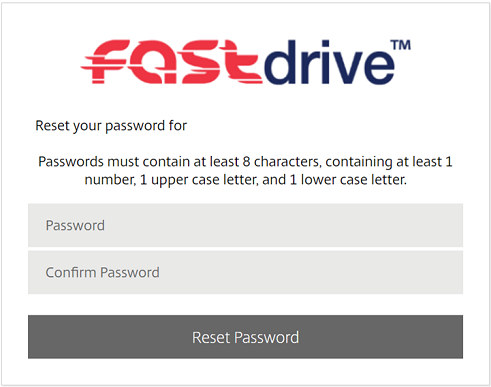 fastdrive™
Reset your password for
Passwords must contain at least 8 characters, containing at least 1
number, 1 upper case letter, and 1 lower case letter.
Password
Confirm Password
Reset Password